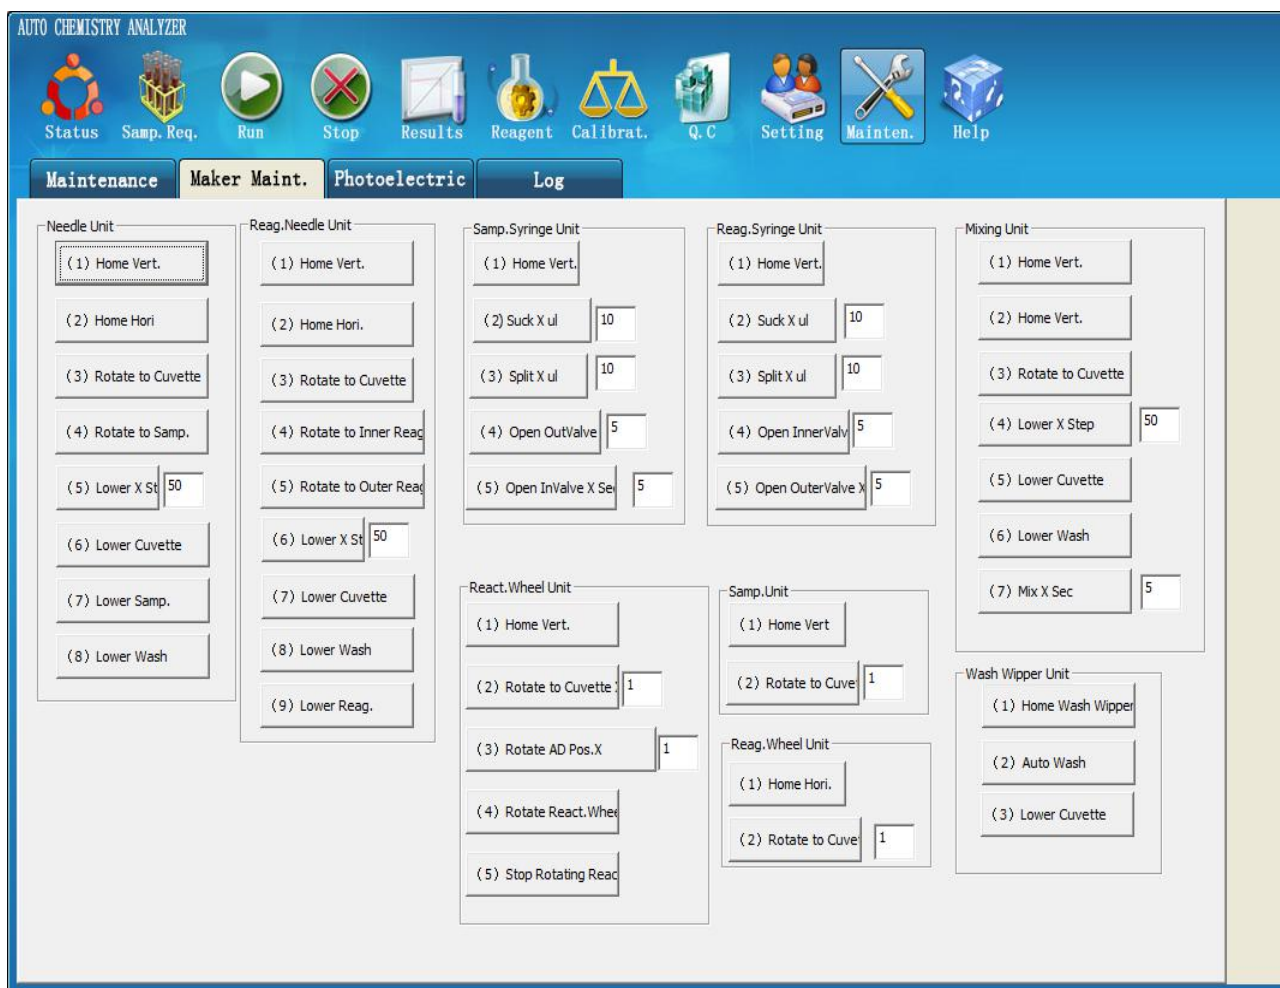 AUTO CHEMISTRY ANALYZER
Status Samp.Req. Run Stop Results Reagent Calibrat. Q.C Setting Mainten. Help
Maintenance Maker Maint. Photoelectric Log
Needle Unit
(1) Home Vert.
(2) Home Hori
(3) Rotate to Cuvette
(4) Rotate to Samp.
(5) Lower X St 50
(6) Lower Cuvette
(7) Lower Samp.
(8) Lower Wash
Reag.Needle Unit
(1) Home Vert.
(2) Home Hori.
(3) Rotate to Cuvette
(4) Rotate to Inner Reag
(5) Rotate to Outer Reag
(6) Lower X St 50
(7) Lower Cuvette
(8) Lower Wash
(9) Lower Reag.
Samp.Syringe Unit
(1) Home Vert.
(2) Suck X ul 10
(3) Split X ul 10
(4) Open OutValve 5
(5) Open InValve X Se 5
Reag.Syringe Unit
(1) Home Vert.
(2) Suck X ul 10
(3) Split X ul 10
(4) Open InnerValv 5
(5) Open OuterValve X 5
Mixing Unit
(1) Home Vert.
(2) Home Vert.
(3) Rotate to Cuvette
(4) Lower X Step 50
(5) Lower Cuvette
(6) Lower Wash
(7) Mix X Sec 5
React.Wheel Unit
(1) Home Vert.
(2) Rotate to Cuvette X 1
(3) Rotate AD Pos.X 1
(4) Rotate React.Whee
(5) Stop Rotating Reac
Samp.Unit
(1) Home Vert
(2) Rotate to Cuve 1
Reag.Wheel Unit
(1) Home Hori.
(2) Rotate to Cuve 1
Wash Wipper Unit
(1) Home Wash Wipper
(2) Auto Wash
(3) Lower Cuvette